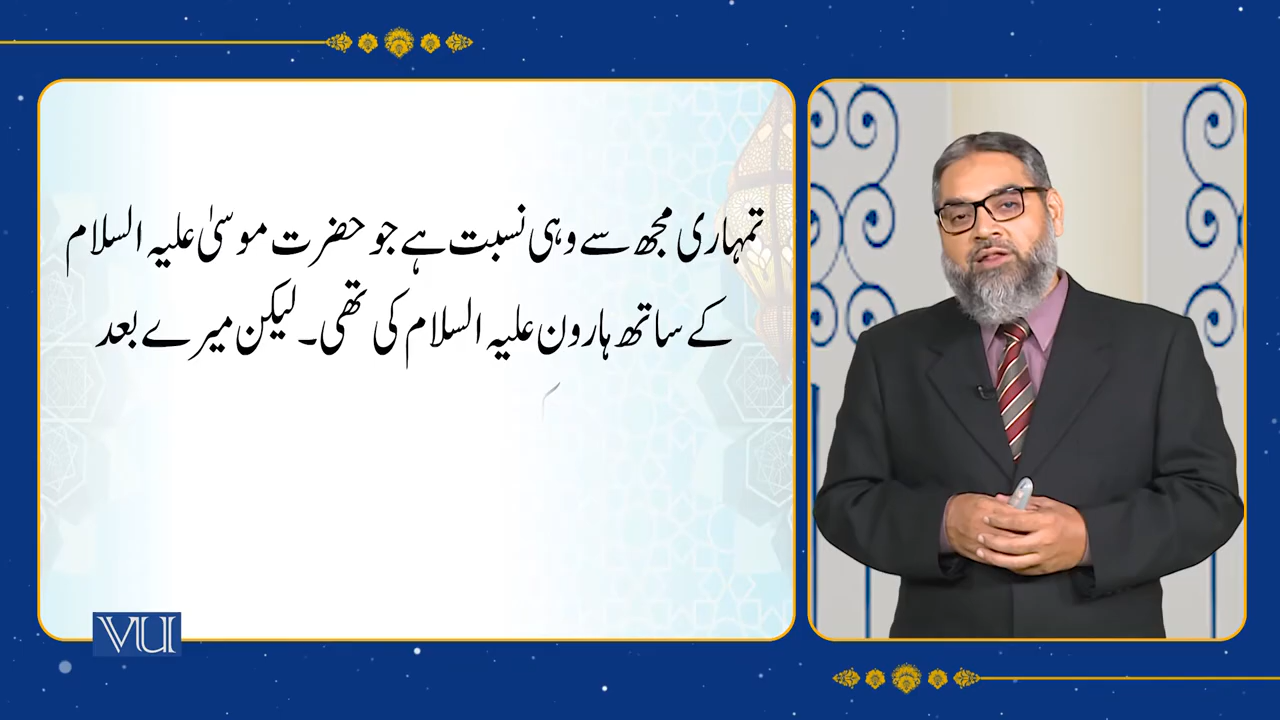 تمہاری مجھ سے وہی نسبت ہے جو حضرت موسیٰ علیہ السلام
کے ساتھ ہارون علیہ السلام کی تھی۔ لیکن میرے بعد
VU